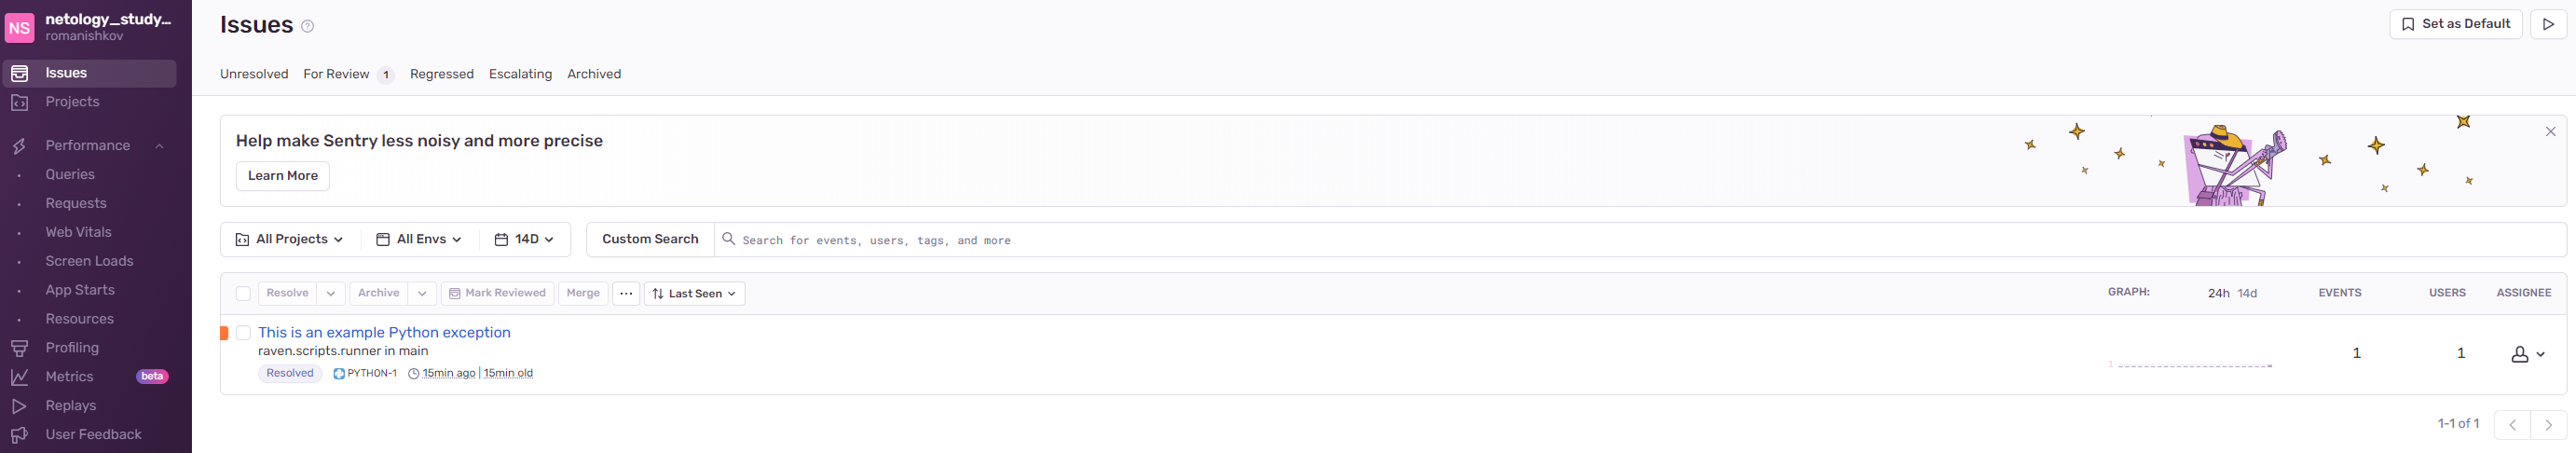 NS
netology_study...
romanishkov
Issues
Projects
Performance
Queries
Requests
Web Vitals
Screen Loads
App Starts
Resources
Profiling
Metrics beta
Replays
User Feedback
Issues ?
Set as Default
Unresolved For Review 1 Regressed Escalating Archived
Help make Sentry less noisy and more precise
Learn More
All Projects All Envs 14D Custom Search Search for events, users, tags, and more
Resolve Archive Mark Reviewed Merge ... Last Seen GRAPH: 24h 14d EVENTS USERS ASSIGNEE
This is an example Python exception
raven.scripts.runner in main
Resolved PYTHON-1 15min ago | 15min old
1 1 1
1-1 of 1